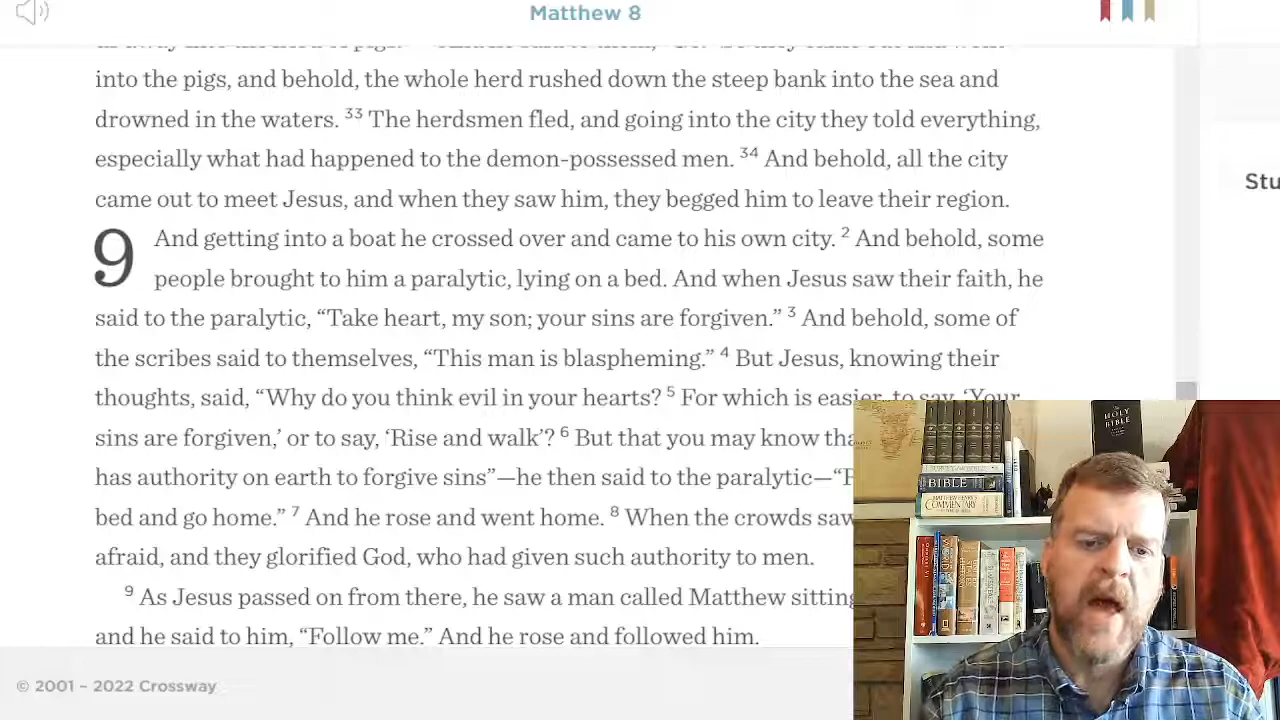 Matthew 8
into the pigs, and behold, the whole herd rushed down the steep bank into the sea and
drowned in the waters. 33 The herdsmen fled, and going into the city they told everything,
especially what had happened to the demon-possessed men. 34 And behold, all the city
came out to meet Jesus, and when they saw him, they begged him to leave their region.
Stu
9 And getting into a boat he crossed over and came to his own city. 2 And behold, some
people brought to him a paralytic, lying on a bed. And when Jesus saw their faith, he
said to the paralytic, “Take heart, my son; your sins are forgiven.” 3 And behold, some of
the scribes said to themselves, “This man is blaspheming.” 4 But Jesus, knowing their
thoughts, said, “Why do you think evil in your hearts? 5 For which is easier, to say, ‘Your
sins are forgiven,’ or to say, ‘Rise and walk’? 6 But that you may know tha
has authority on earth to forgive sins”—he then said to the paralytic—“
bed and go home.” 7 And he rose and went home. 8 When the crowds saw
afraid, and they glorified God, who had given such authority to men.
9 As Jesus passed on from there, he saw a man called Matthew sitting
and he said to him, “Follow me.” And he rose and followed him.
© 2001 – 2022 Crossway
HOLY
BIBLE
BIBLE
MATTHEW HENRY'S
COMMENTARY